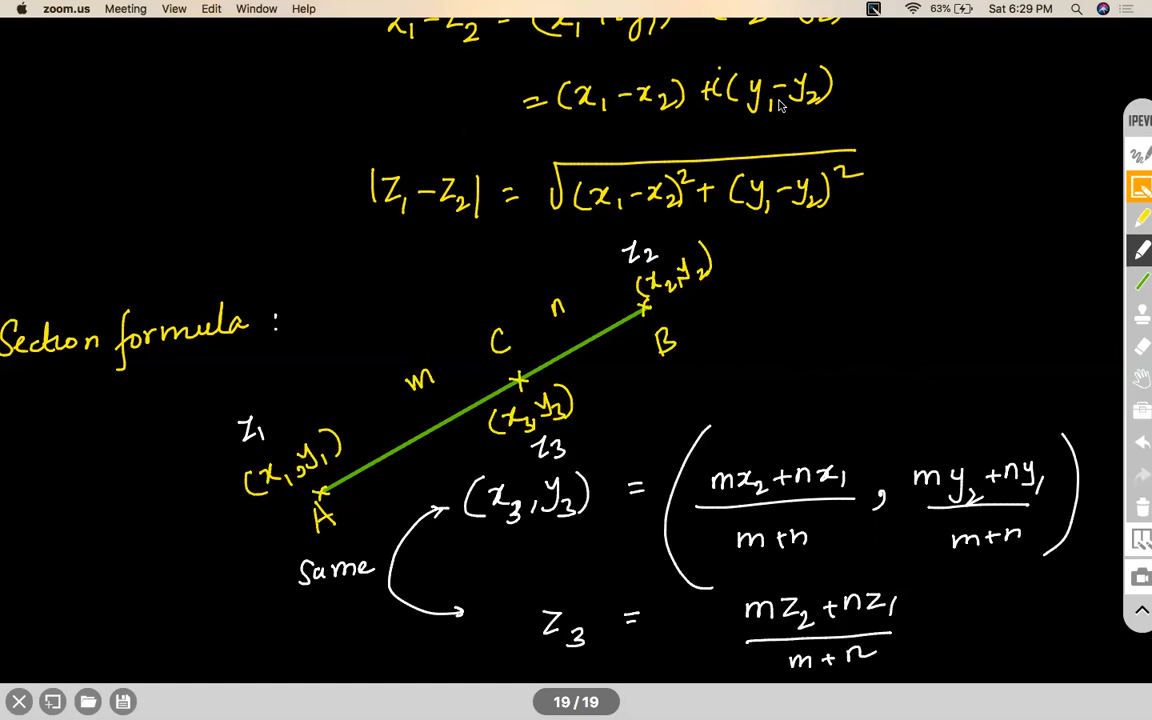 zoom.us Meeting View Edit Window Help 63% Sat 6:29 PM
= (x₁ - x₂) + i(y₁ - y₂)
|Z₁ - Z₂| = √(x₁ - x₂)² + (y₁ - y₂)²
Z₂
(x₂, y₂)
n
Section formula :
C
B
m
(x₃, y₃)
Z₁
(x₁, y₁)
Z₃
A
(x₃, y₃) = ( mx₂ + nx₁ / m+n , my₂ + ny₁ / m+n )
Same
Z₃ = mZ₂ + nZ₁ / m + n
IPEVO
19 / 19